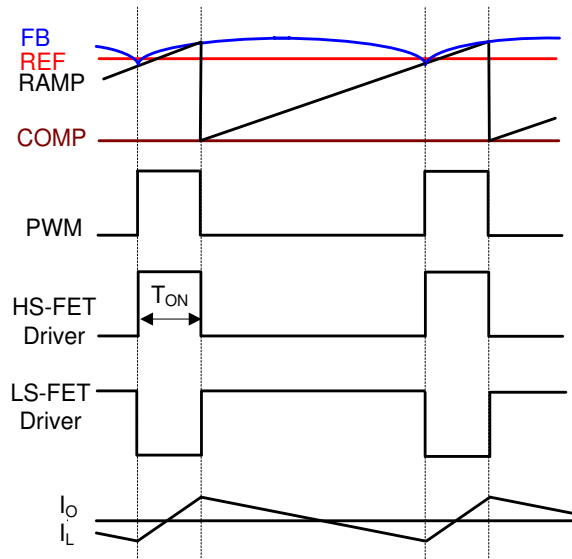 FB
REF
RAMP
COMP
PWM
HS-FET
Driver
TON
LS-FET
Driver
IO
IL